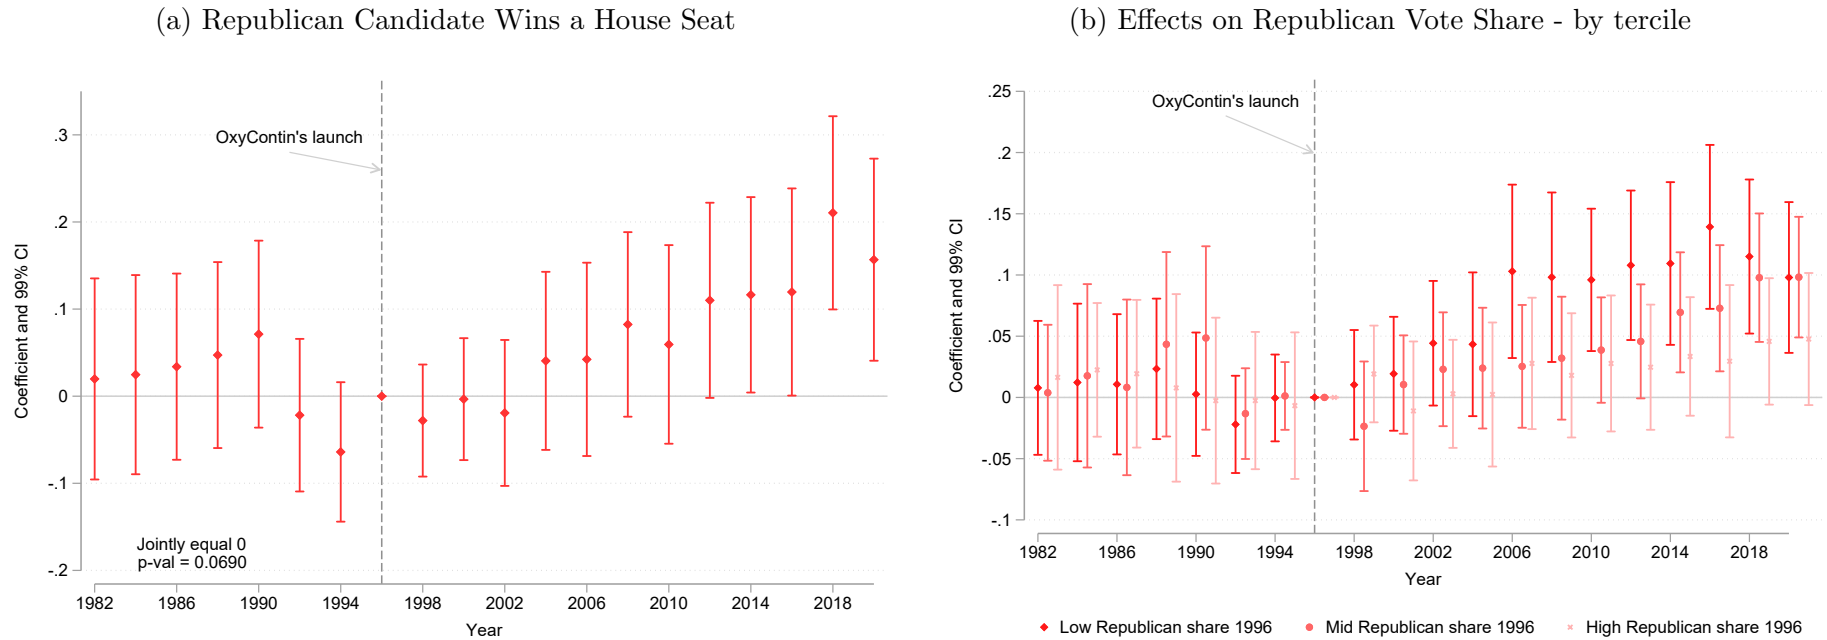 (a) Republican Candidate Wins a House Seat
Coefficient and 99% CI
.3
.2
.1
0
-.1
-.2
OxyContin's launch
Jointly equal 0
p-val = 0.0690
1982 1986 1990 1994 1998 2002 2006 2010 2014 2018
Year
(b) Effects on Republican Vote Share - by tercile
Coefficient and 99% CI
.25
.2
.15
.1
.05
0
-.05
-.1
OxyContin's launch
1982 1986 1990 1994 1998 2002 2006 2010 2014 2018
Year
Low Republican share 1996 Mid Republican share 1996 High Republican share 1996